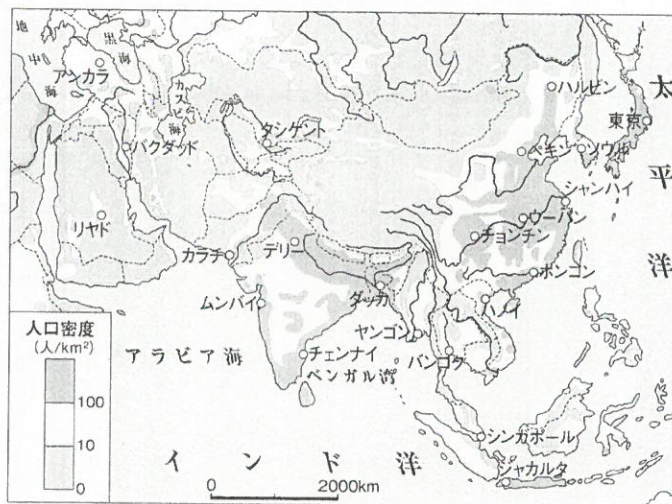 地中海
黒海
カスピ海
アンカラ
バクダッド
タシケント
ハルビン
太平洋
東京
ペキン
ソウル
シャンハイ
ウーハン
チョンチン
リヤド
カラチ
デリー
ホンコン
ダッカ
ハノイ
ムンバイ
ヤンゴン
バンコク
アラビア海
チェンナイ
ベンガル湾
シンガポール
ジャカルタ
インド洋
0 2000km
人口密度
(人/km²)
100
10
0